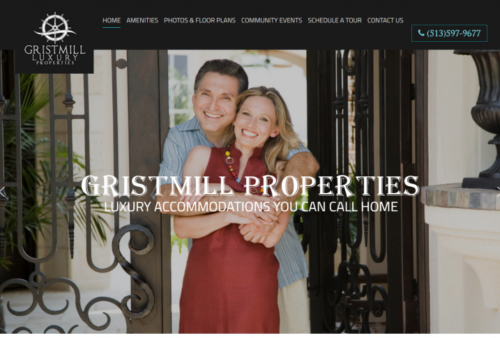 GRISTMILL
LUXURY
PROPERTIES
HOME AMENITIES PHOTOS & FLOOR PLANS COMMUNITY EVENTS SCHEDULE A TOUR CONTACT US
(513)597-9677
GRISTMILL PROPERTIES
LUXURY ACCOMMODATIONS YOU CAN CALL HOME